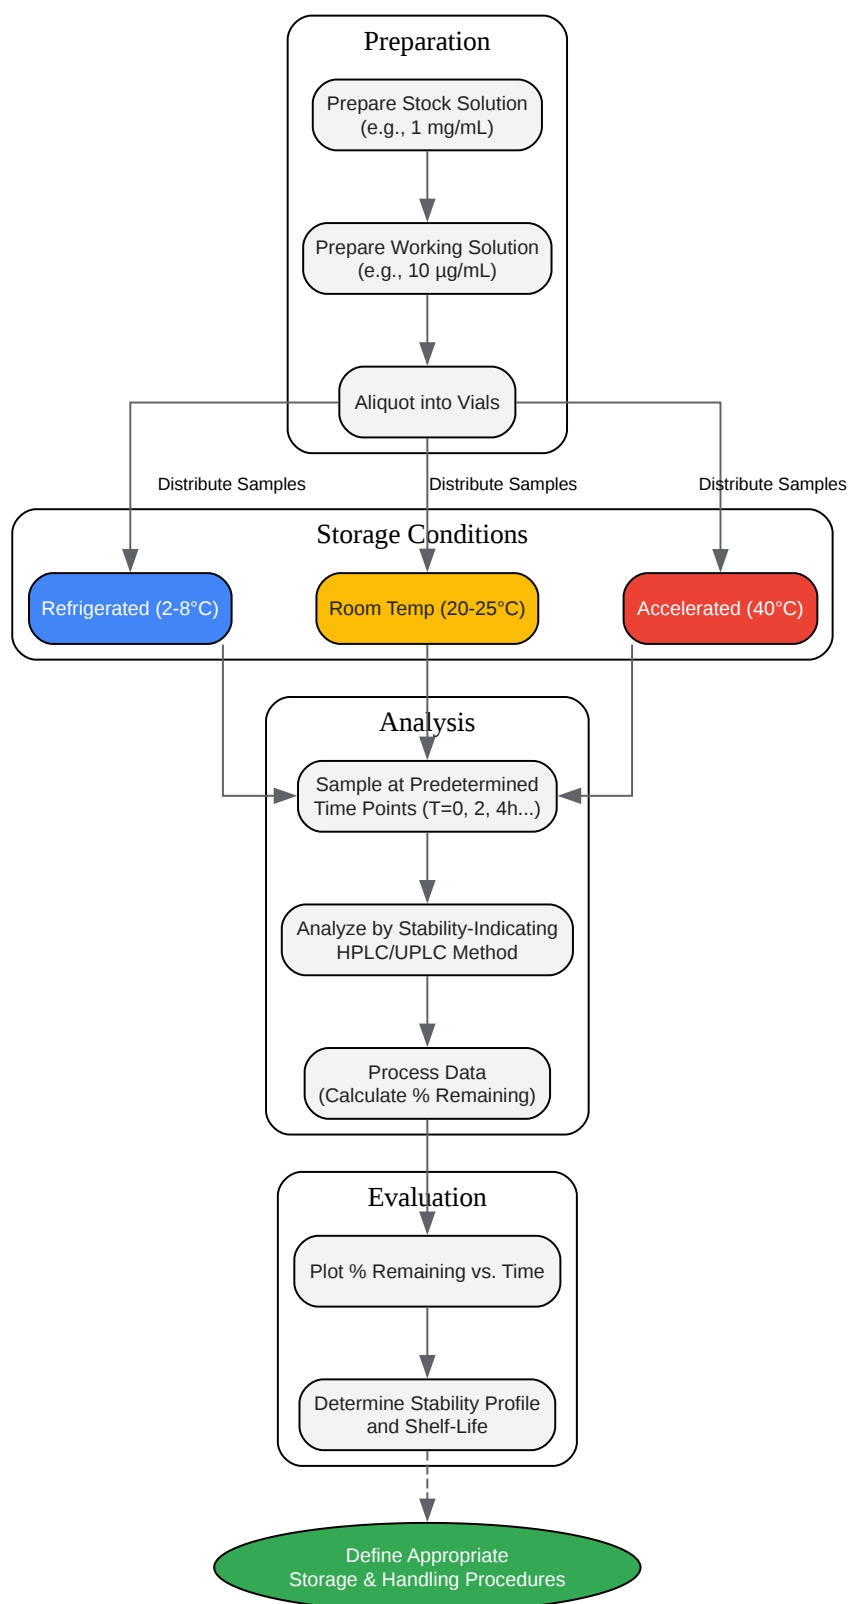 Preparation
Prepare Stock Solution
(e.g., 1 mg/mL)
Prepare Working Solution
(e.g., 10 µg/mL)
Aliquot into Vials
Distribute Samples
Distribute Samples
Distribute Samples
Storage Conditions
Refrigerated (2-8°C)
Room Temp (20-25°C)
Accelerated (40°C)
Analysis
Sample at Predetermined
Time Points (T=0, 2, 4h...)
Analyze by Stability-Indicating
HPLC/UPLC Method
Process Data
(Calculate % Remaining)
Evaluation
Plot % Remaining vs. Time
Determine Stability Profile
and Shelf-Life
Define Appropriate
Storage & Handling Procedures